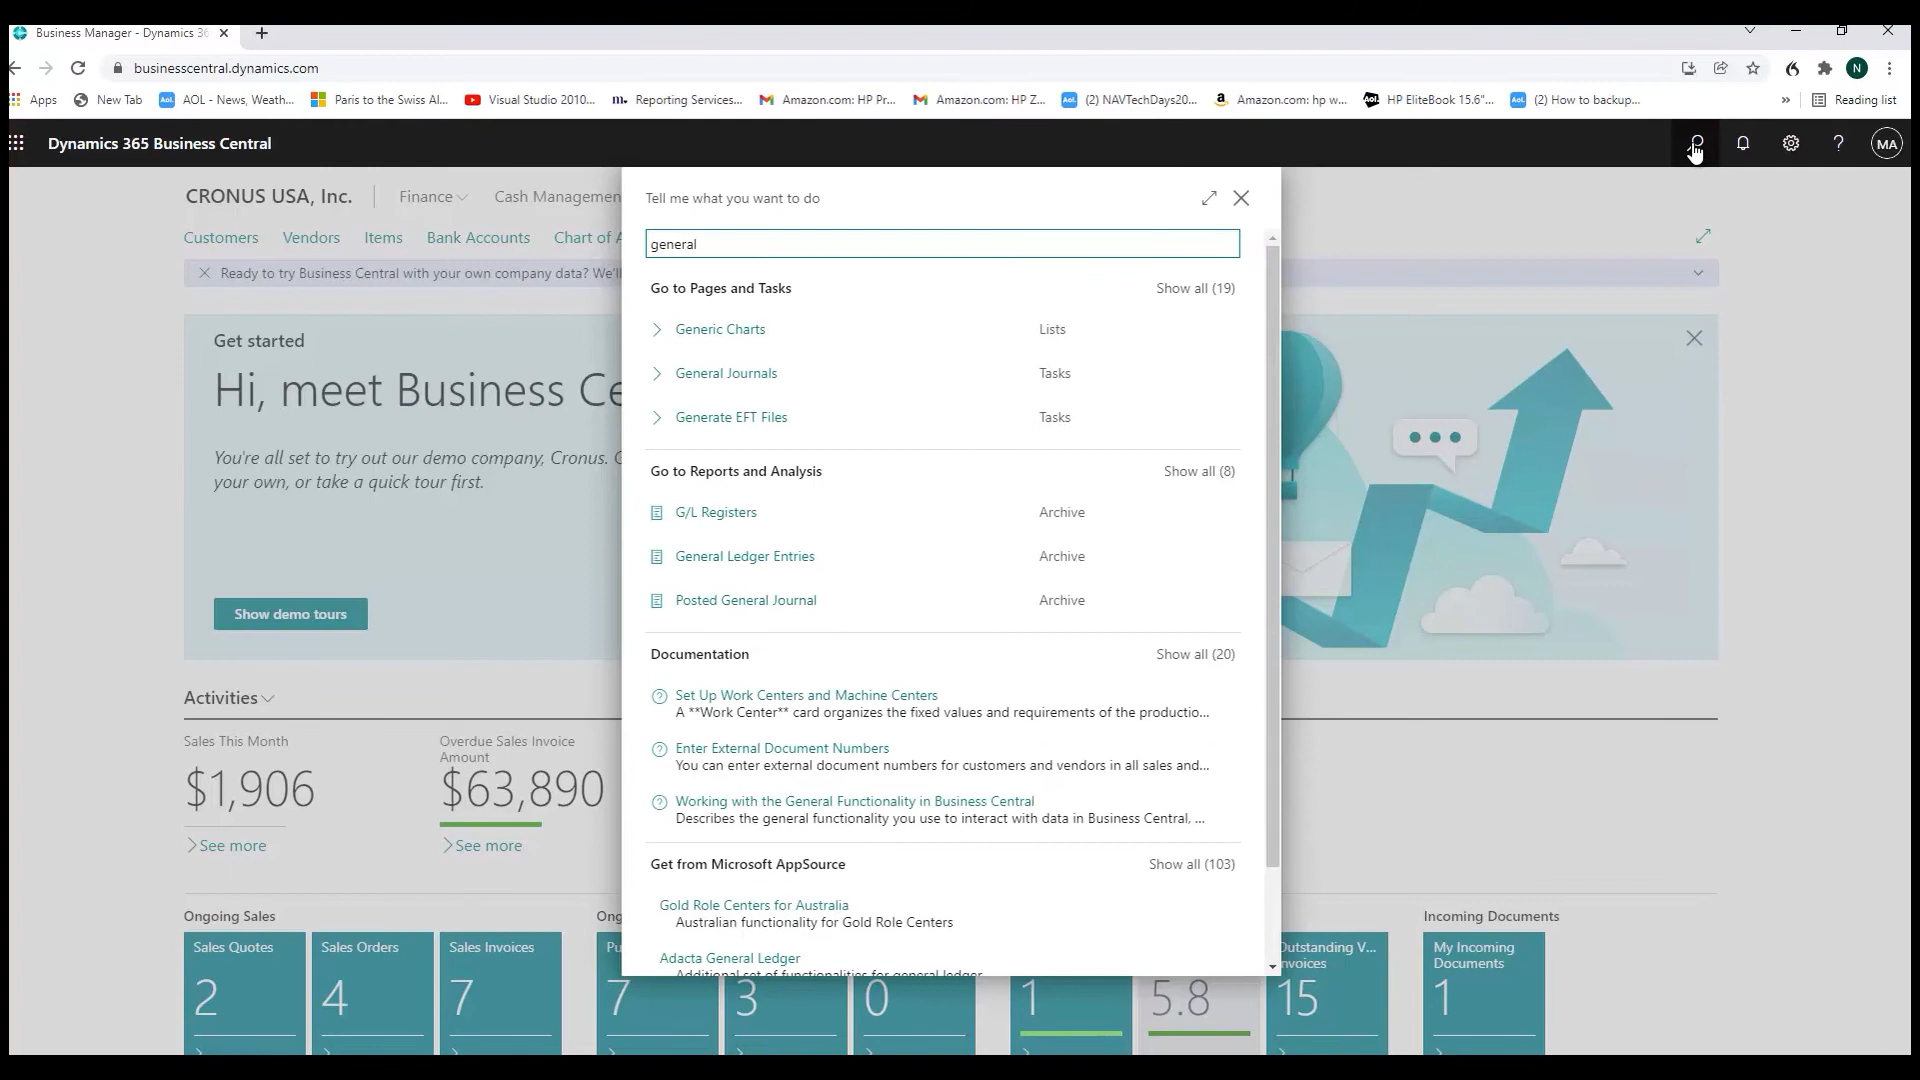 Business Manager - Dynamics 36
businesscentral.dynamics.com
N
Apps
New Tab
Aol.
AOL - News, Weath...
Paris to the Swiss Al...
Visual Studio 2010...
m.
Reporting Services...
Amazon.com: HP Pr...
Amazon.com: HP Z...
Aol.
(2) NAVTechDays20...
Amazon.com: hp w...
Aol.
HP EliteBook 15.6"...
Aol.
(2) How to backup...
»
Reading list
Dynamics 365 Business Central
?
MA
CRONUS USA, Inc.
Finance
Cash Managemen
Customers
Vendors
Items
Bank Accounts
Chart of A
Ready to try Business Central with your own company data? We'll
Get started
Hi, meet Business Ce
You're all set to try out our demo company, Cronus. G
your own, or take a quick tour first.
Show demo tours
Tell me what you want to do
general
Go to Pages and Tasks
Show all (19)
Generic Charts
Lists
General Journals
Tasks
Generate EFT Files
Tasks
Go to Reports and Analysis
Show all (8)
G/L Registers
Archive
General Ledger Entries
Archive
Posted General Journal
Archive
Documentation
Show all (20)
Set Up Work Centers and Machine Centers
A **Work Center** card organizes the fixed values and requirements of the productio...
Enter External Document Numbers
You can enter external document numbers for customers and vendors in all sales and...
Working with the General Functionality in Business Central
Describes the general functionality you use to interact with data in Business Central, ...
Get from Microsoft AppSource
Show all (103)
Gold Role Centers for Australia
Australian functionality for Gold Role Centers
Adacta General Ledger
Additional set of functionalities for general ledger
Activities
Sales This Month
$1,906
See more
Overdue Sales Invoice
Amount
$63,890
See more
Ongoing Sales
Sales Quotes
2
Sales Orders
4
Sales Invoices
7
Ong
Pu
7
3
0
1
5.8
Outstanding V...
nvoices
15
Incoming Documents
My Incoming
Documents
1